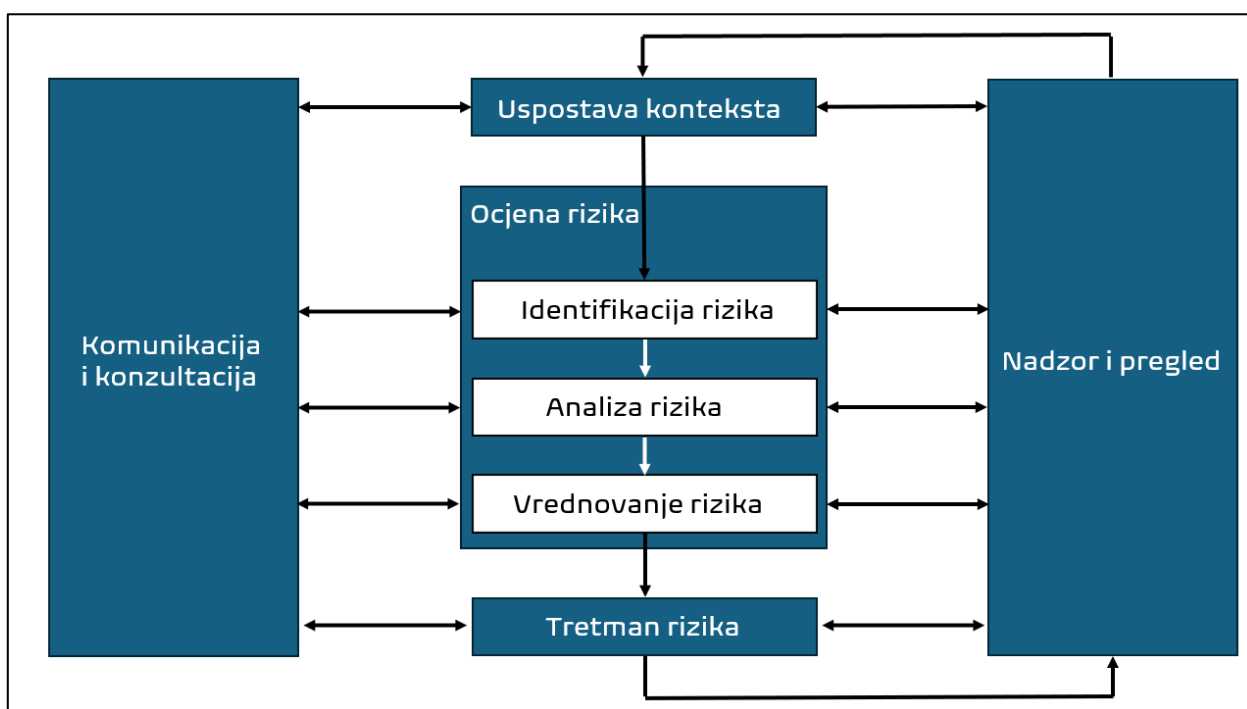 Uspostava konteksta
Ocjena rizika
Identifikacija rizika
Komunikacija
i konzultacija
Nadzor i pregled
Analiza rizika
Vrednovanje rizika
Tretman rizika